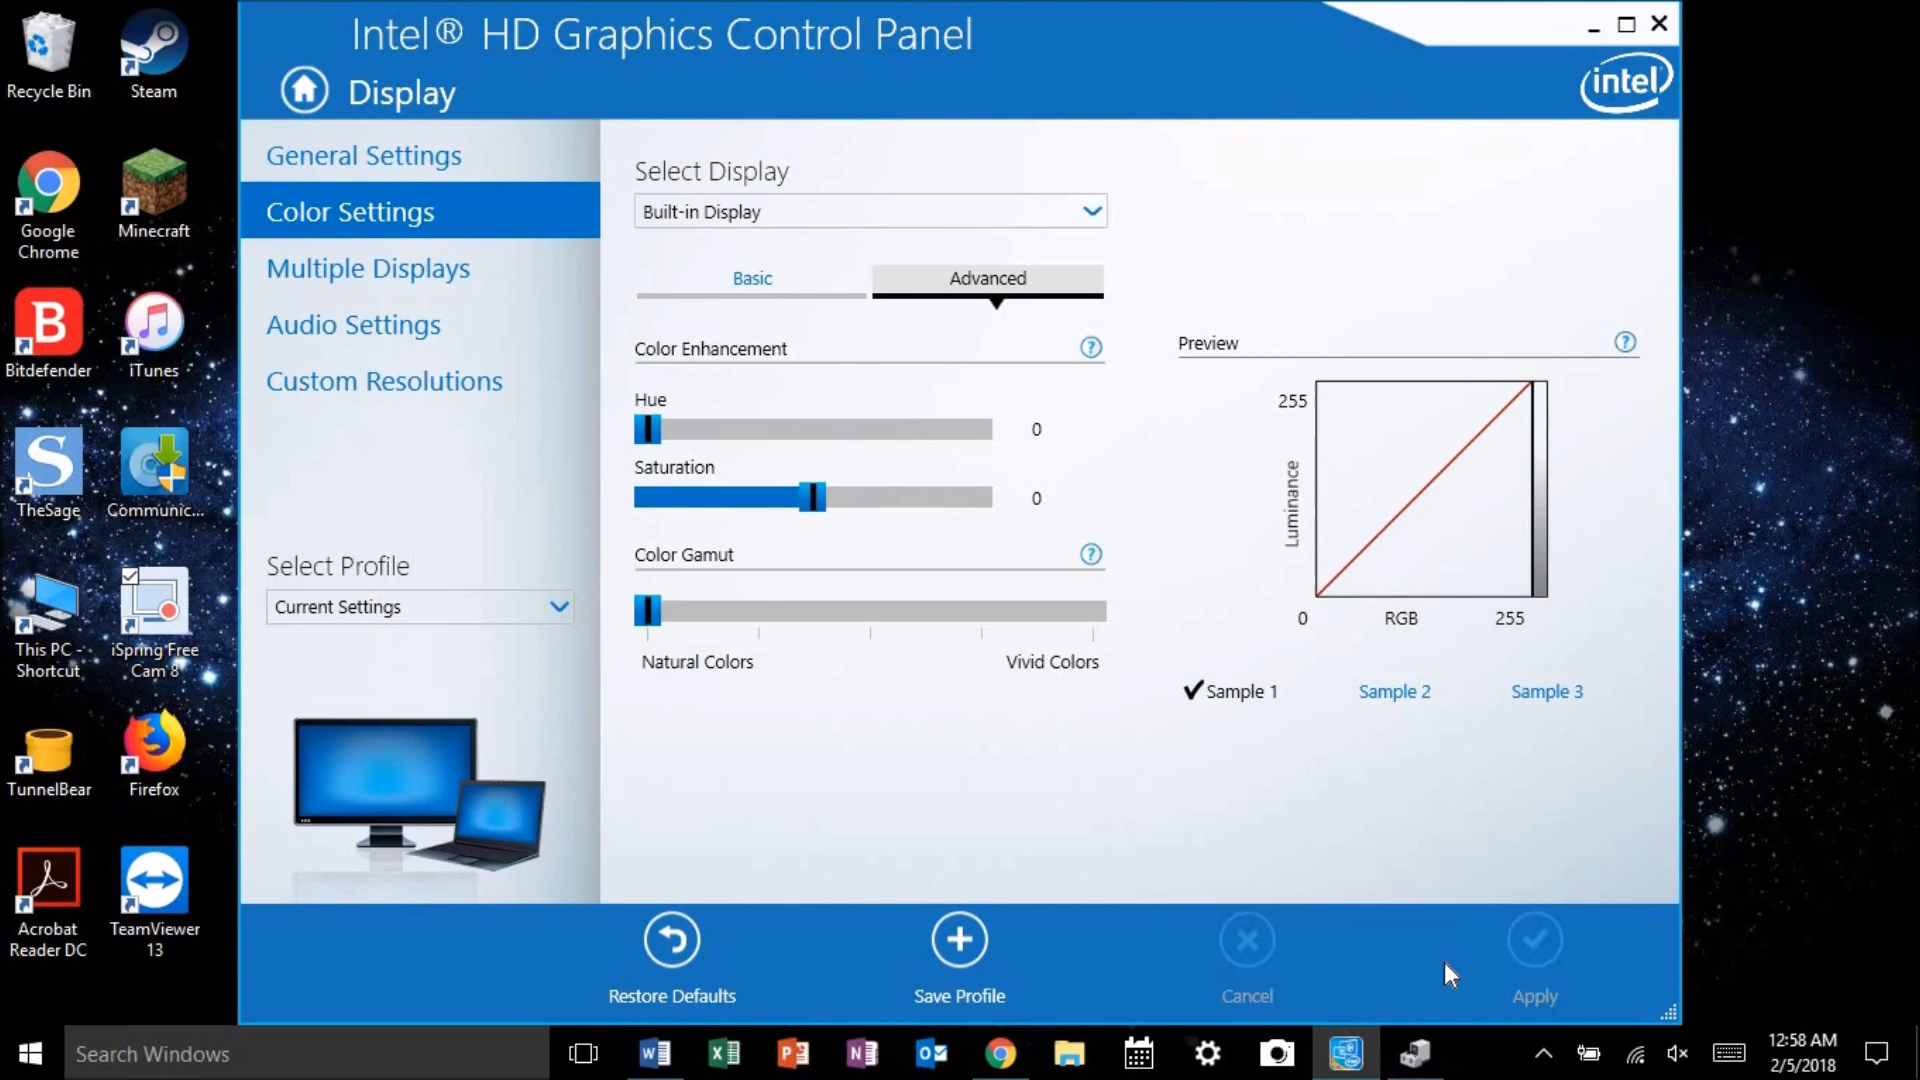 Intel® HD Graphics Control Panel
intel
Display
Recycle Bin
Steam
Google
Chrome
Minecraft
Bitdefender
iTunes
TheSage
Communic...
This PC -
Shortcut
iSpring Free
Cam 8
TunnelBear
Firefox
Acrobat
Reader DC
TeamViewer
13
General Settings
Color Settings
Multiple Displays
Audio Settings
Custom Resolutions
Select Profile
Current Settings
Select Display
Built-in Display
Basic
Advanced
Color Enhancement
?
Hue
0
Saturation
0
Color Gamut
?
Natural Colors
Vivid Colors
Preview
?
255
Luminance
0
RGB
255
Sample 1
Sample 2
Sample 3
Restore Defaults
Save Profile
Cancel
Apply
Search Windows
12:58 AM
2/5/2018